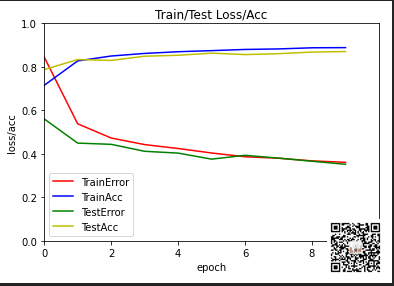 Train/Test Loss/Acc
1.0
0.8
0.6
0.4
0.2
0.0
loss/acc
TrainError
TrainAcc
TestError
TestAcc
0 2 4 6 8
epoch